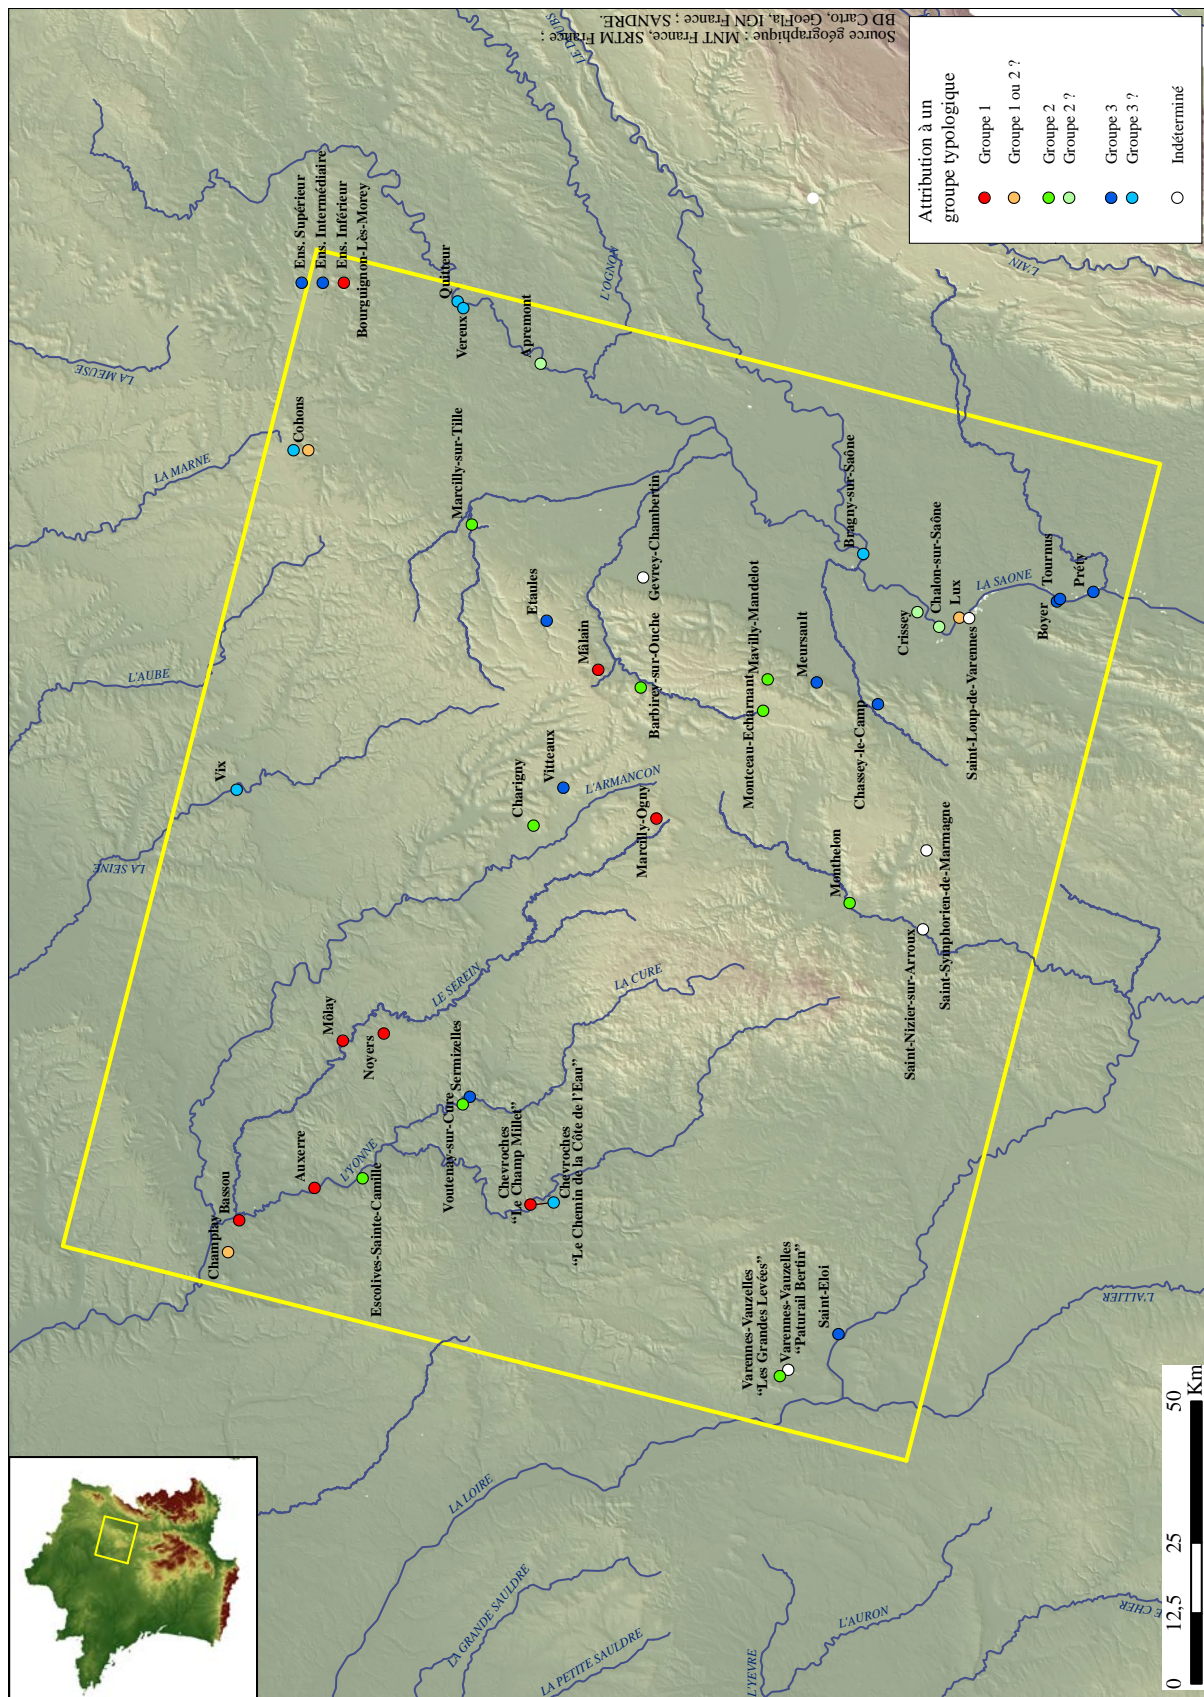 Source géographique : MNT France, SRTM France ;
BD Carto, GeoFla, IGN France ; SANDRE.
Attribution à un
groupe typologique
Groupe 1
Groupe 1 ou 2 ?
Groupe 2
Groupe 2 ?
Groupe 3
Groupe 3 ?
Indéterminé
LE DOUBS
L'OGNON
L'AIN
LA MEUSE
LA MARNE
L'AUBE
LA SEINE
L'ARMANCON
LE SEREIN
LA CURE
L'YONNE
LA SAONE
LA LOIRE
L'ALLIER
LA GRANDE SAULDRE
LA PETITE SAULDRE
L'YEVRE
L'AURON
E CHER
Ens. Supérieur
Ens. Intermédiaire
Ens. Inférieur
Bourguignon-Lès-Morey
Quitteur
Vereux
Apremont
Cohons
Marcilly-sur-Tille
Gevrey-Chambertin
Etaules
Mâlain
Barbirey-sur-Ouche
Mavilly-Mandelot
Montceau-Echarnant
Meursault
Chassey-le-Camp
Bragny-sur-Saône
Crissey
Chalon-sur-Saône
Lux
Saint-Loup-de-Varennes
Boyer
Tournus
Préty
Vix
Charigny
Vitteaux
Marcilly-Ogny
Monthelon
Saint-Nizier-sur-Arroux
Saint-Symphorien-de-Marmagne
Môlay
Noyers
Sermizelles
Voutenay-sur-Cure
Chevroches
“Le Champ Millet”
Chevroches
“Le Chemin de la Côte de l’Eau”
Auxerre
Escolives-Sainte-Camille
Bassou
Champlay
Varennes-Vauzelles
“Les Grandes Levées”
Varennes-Vauzelles
“Paturail Bertin”
Saint-Eloi
0
12,5
25
50
Km